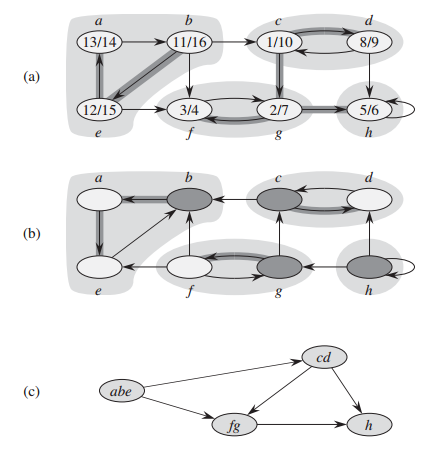 a b c d
(a) 13/14 11/16 1/10 8/9
12/15 3/4 2/7 5/6
e f g h
a b c d
(b)
e f g h
cd
(c) abe
fg h